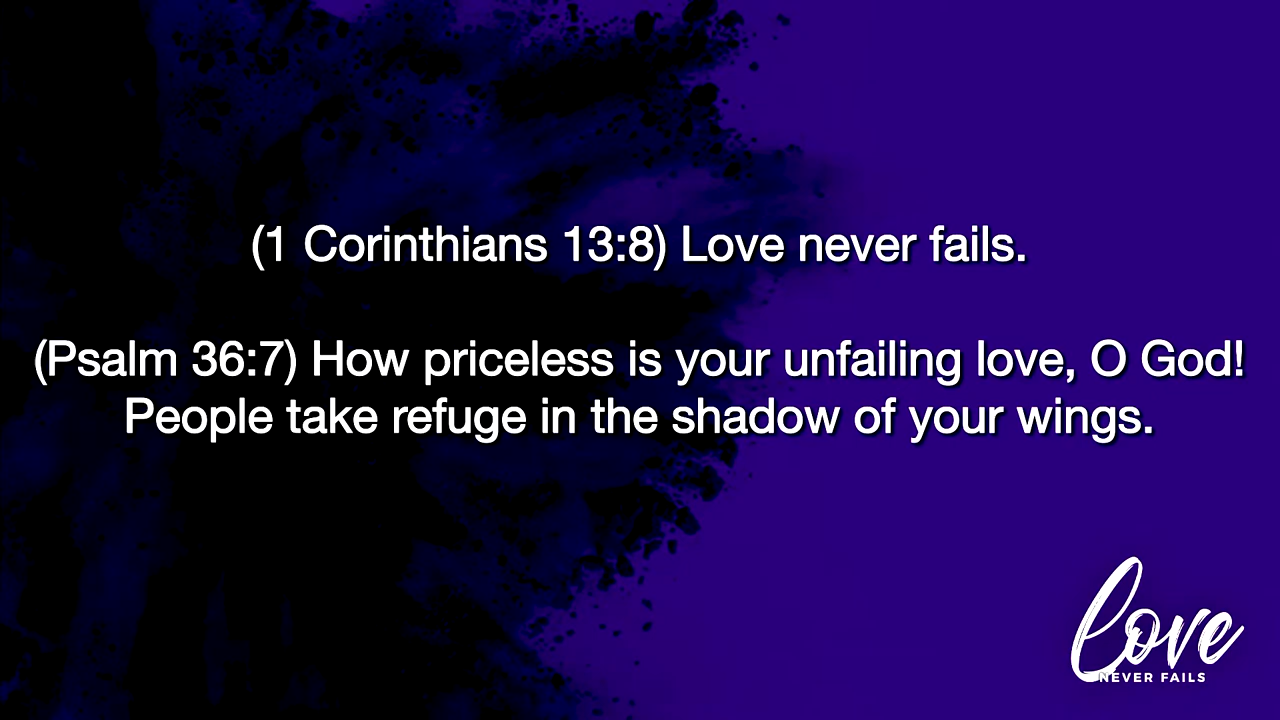 (1 Corinthians 13:8) Love never fails.
(Psalm 36:7) How priceless is your unfailing love, O God!
People take refuge in the shadow of your wings.
Love
NEVER FAILS